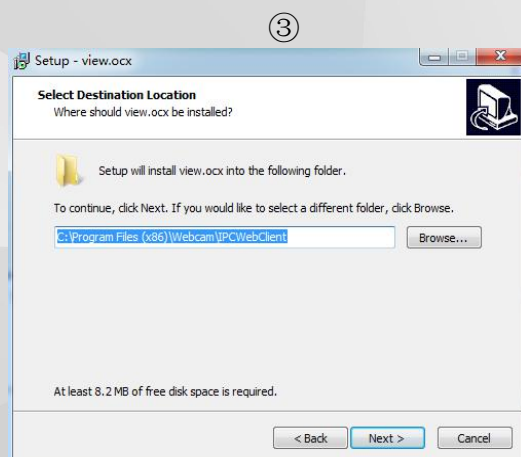 ③
Setup - view.ocx
Select Destination Location
Where should view.ocx be installed?
Setup will install view.ocx into the following folder.
To continue, click Next. If you would like to select a different folder, click Browse.
C:\Program Files (x86)\Webcam\IPCWebClient
Browse...
At least 8.2 MB of free disk space is required.
< Back Next > Cancel